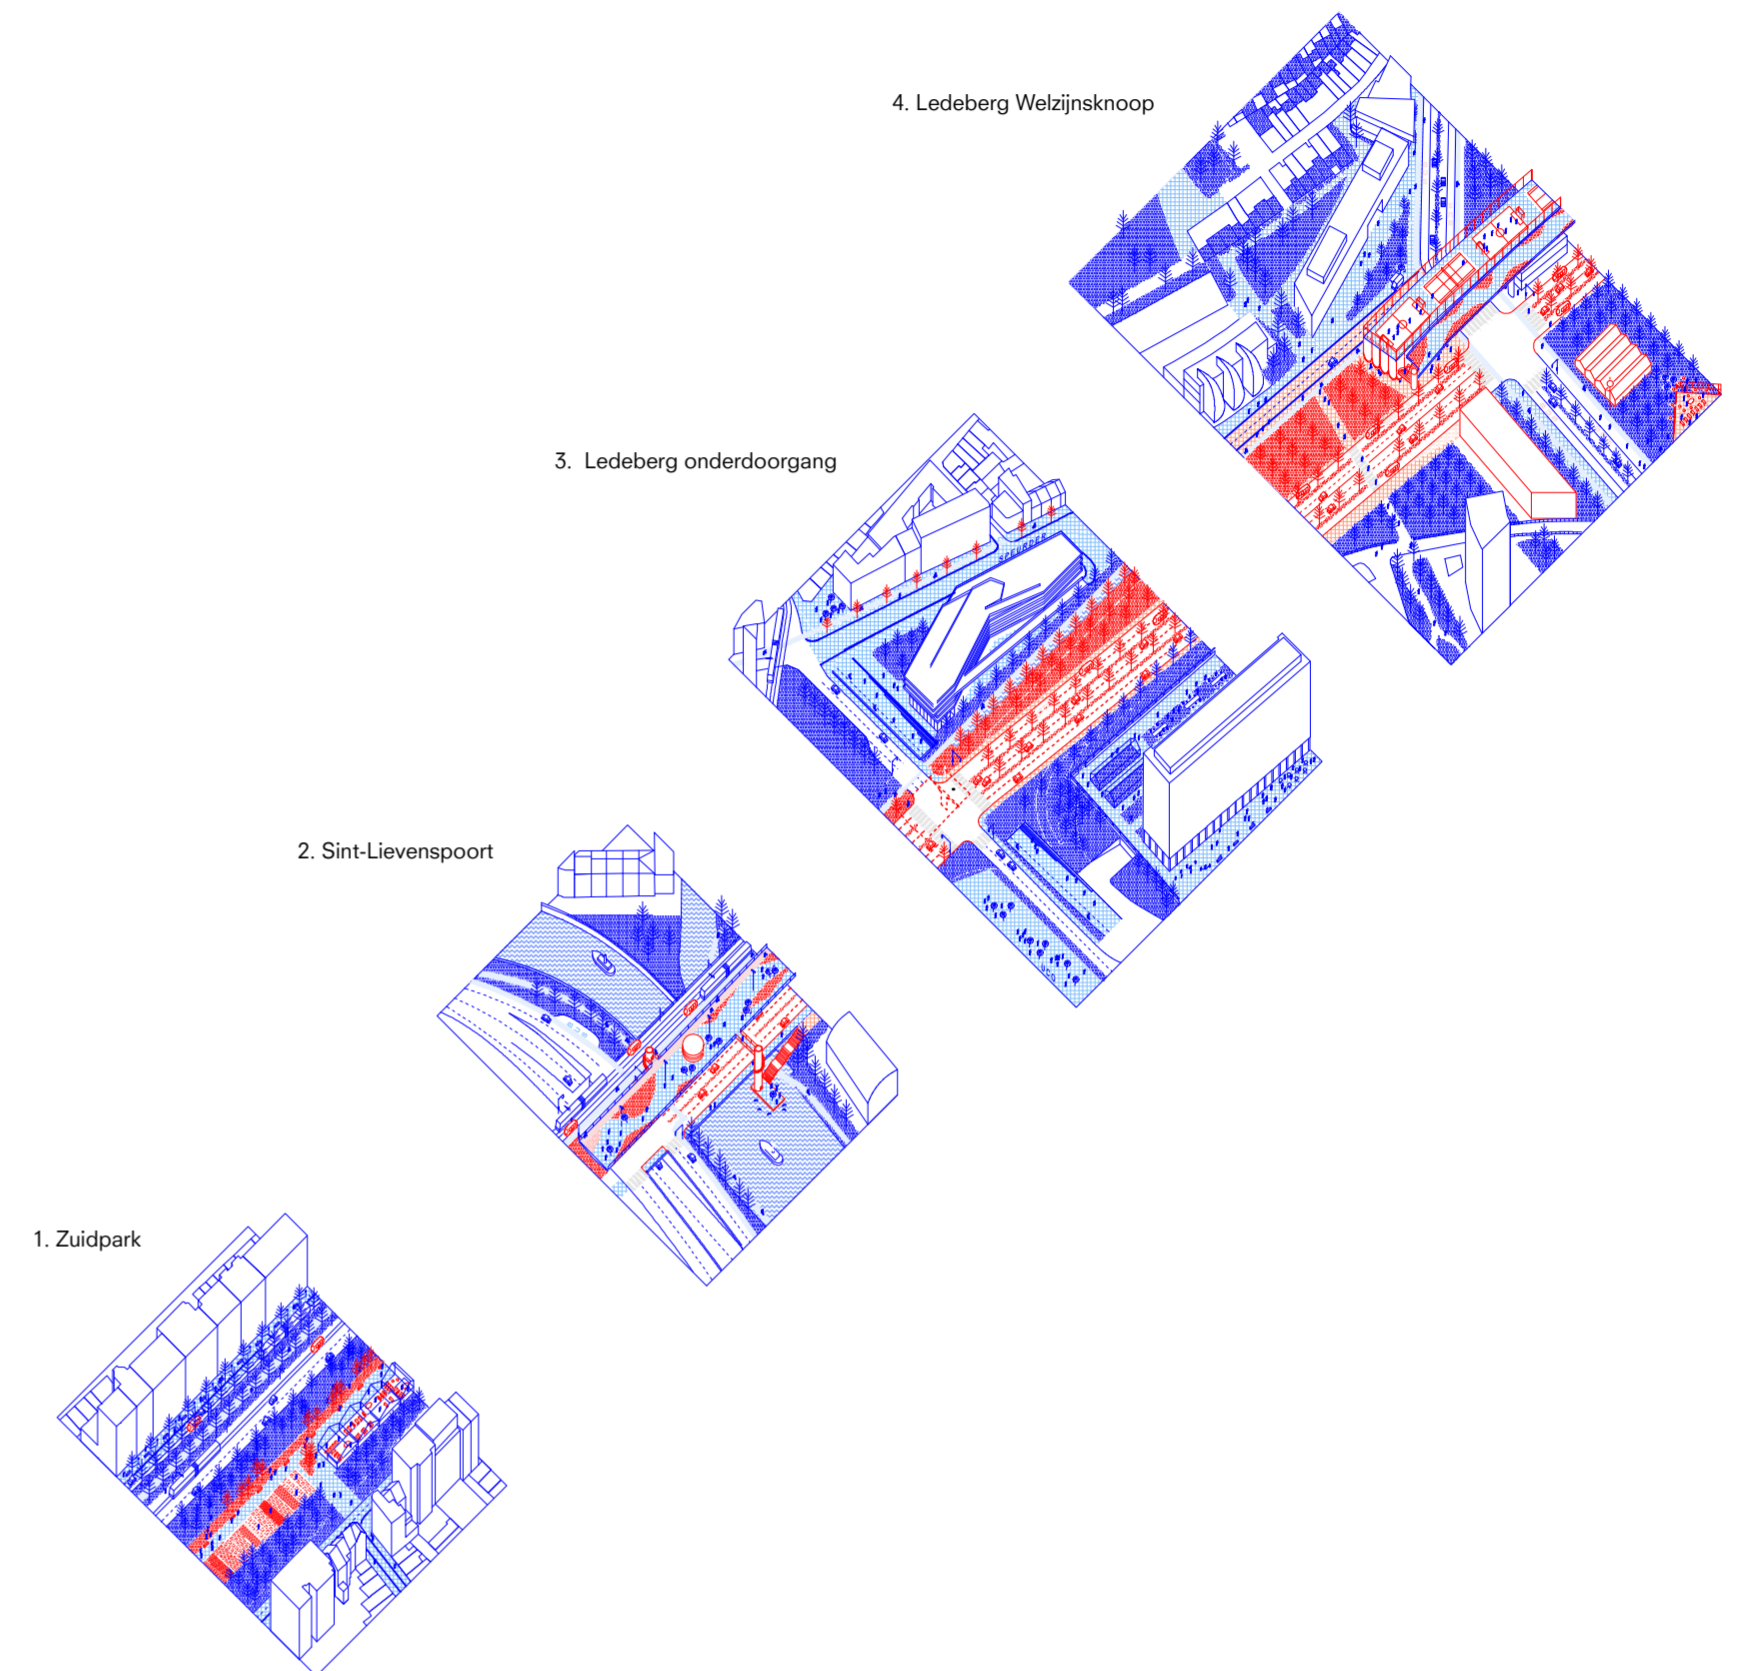 4. Ledeberg Welzijnsknoop
3. Ledeberg onderdoorgang
2. Sint-Lievenspoort
1. Zuidpark